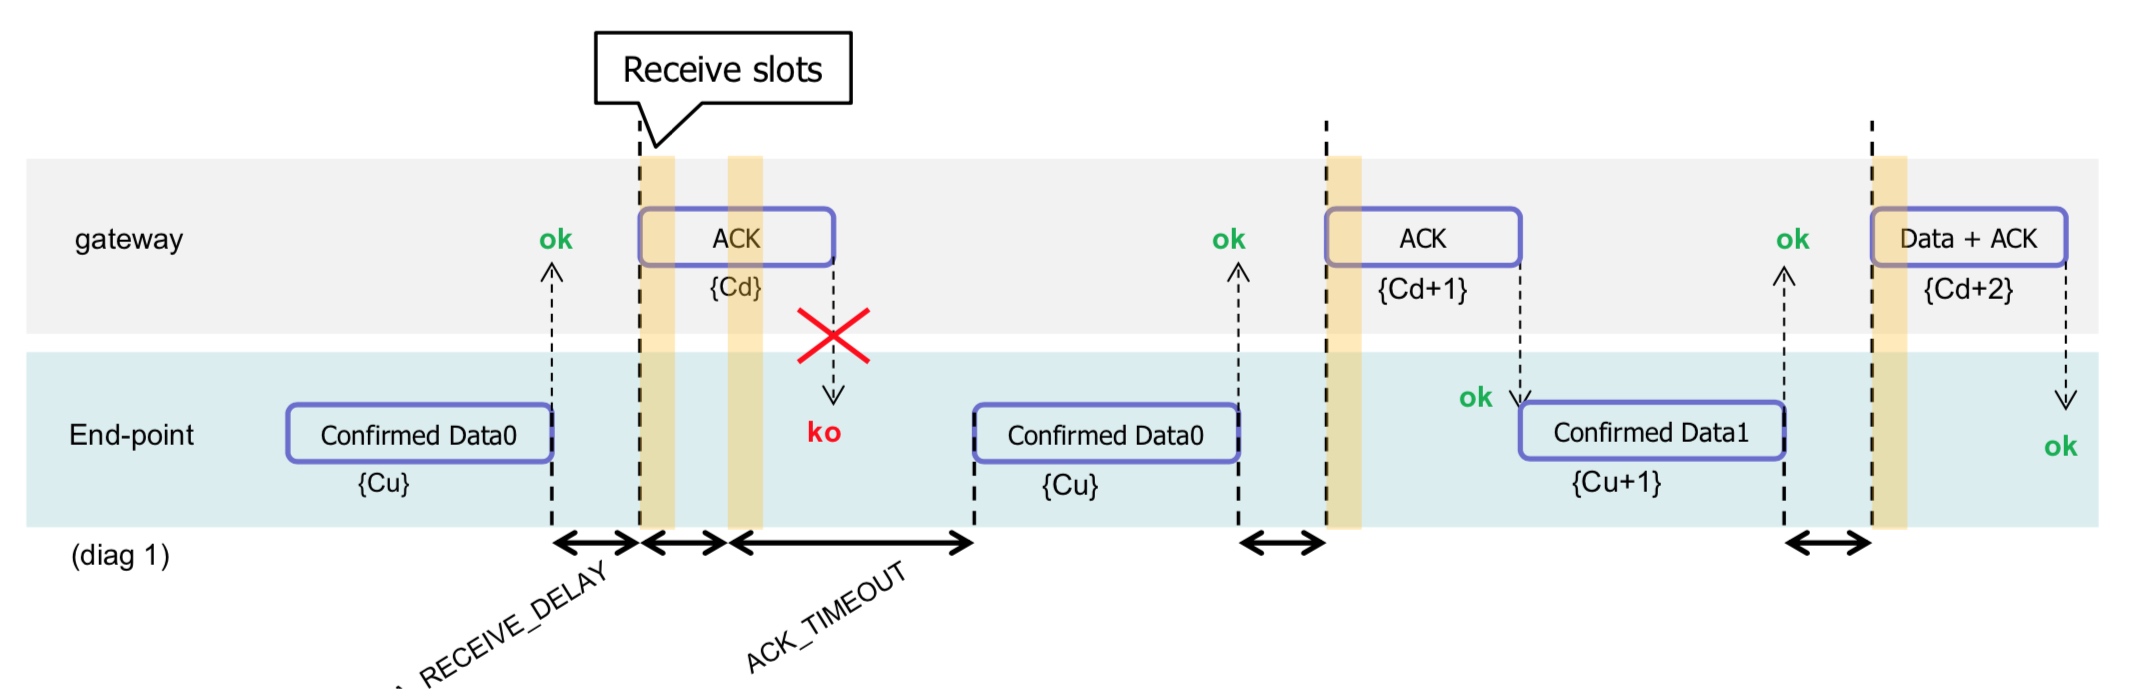 Receive slots
gateway
ok
ACK
{Cd}
ok
ACK
{Cd+1}
ok
Data + ACK
{Cd+2}
End-point
Confirmed Data0
{Cu}
ko
Confirmed Data0
{Cu}
ok
Confirmed Data1
{Cu+1}
ok
(diag 1)
RECEIVE_DELAY
ACK_TIMEOUT